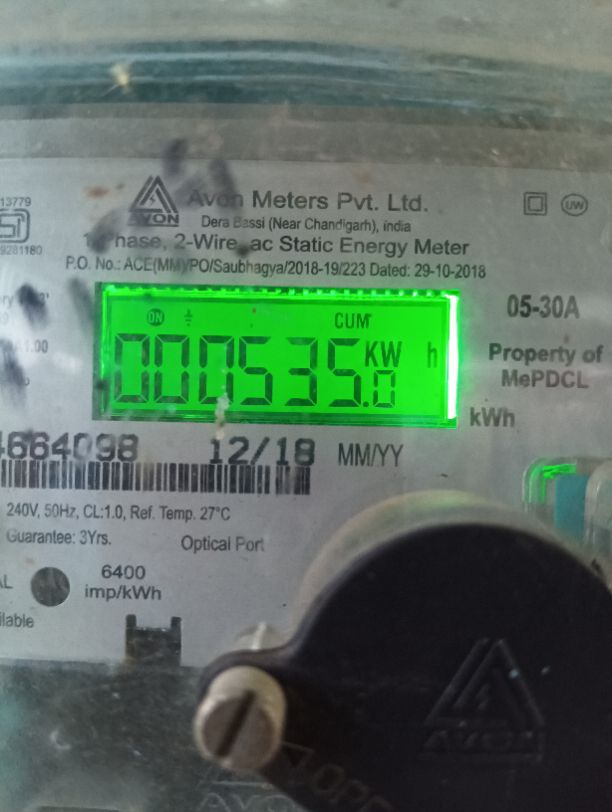 13779
9281180
AVON
Avon Meters Pvt. Ltd.
Dera Bassi (Near Chandigarh), india
Phase, 2-Wire, ac Static Energy Meter
P.O. No.: ACE(MM)/PO/Saubhagya/2018-19/223 Dated: 29-10-2018
UW
05-30A
Property of
MePDCL
ON CUM
000535.0 KW h
kWh
4664098 12/18 MM/YY
240V, 50Hz, CL:1.0, Ref. Temp. 27°C
Guarantee: 3Yrs.
Optical Port
6400
imp/kWh
AVON